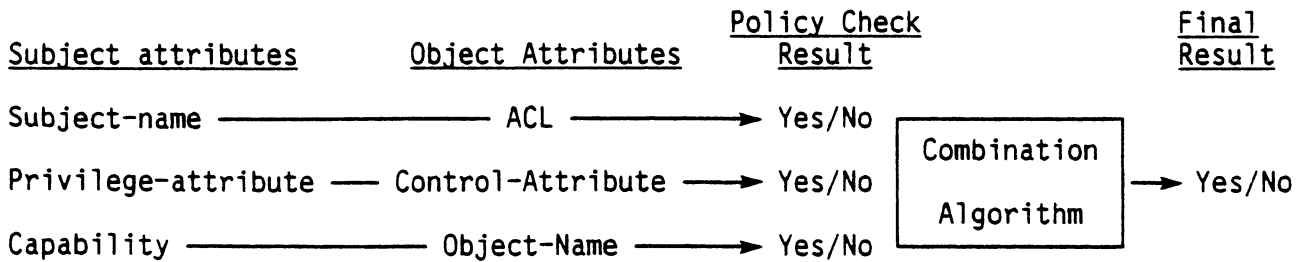 Policy Check Final
Subject attributes Object Attributes Result Result
Subject-name ACL Yes/No
Combination
Privilege-attribute Control-Attribute Yes/No Yes/No
Algorithm
Capability Object-Name Yes/No